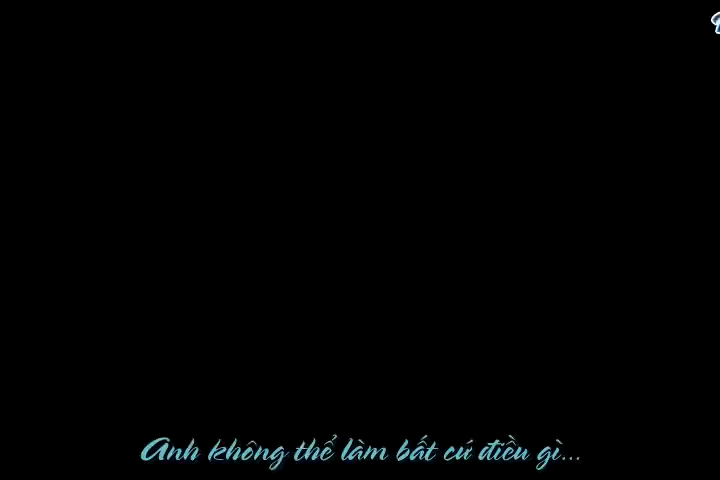 Anh không thể làm bất cứ điều gì...